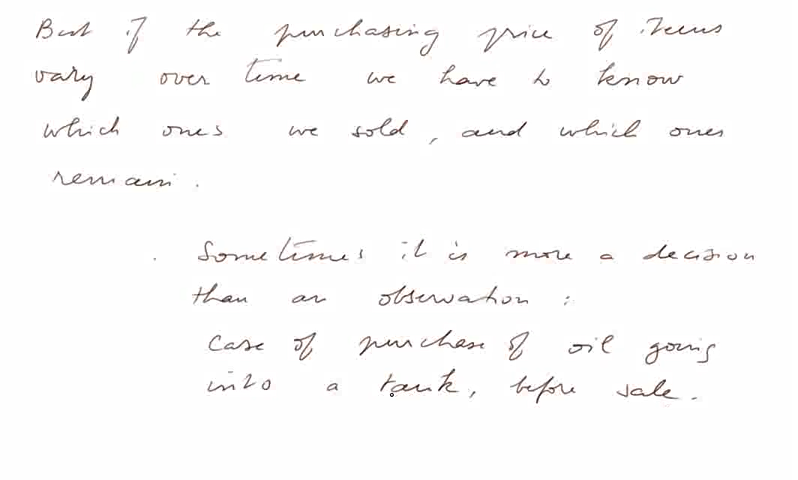 But if the purchasing price of items
vary over time we have to know
which ones we sold, and which ones
remain.
. Sometimes it is more a decision
than an observation :
Case of purchase of oil going
into a tank, before sale.